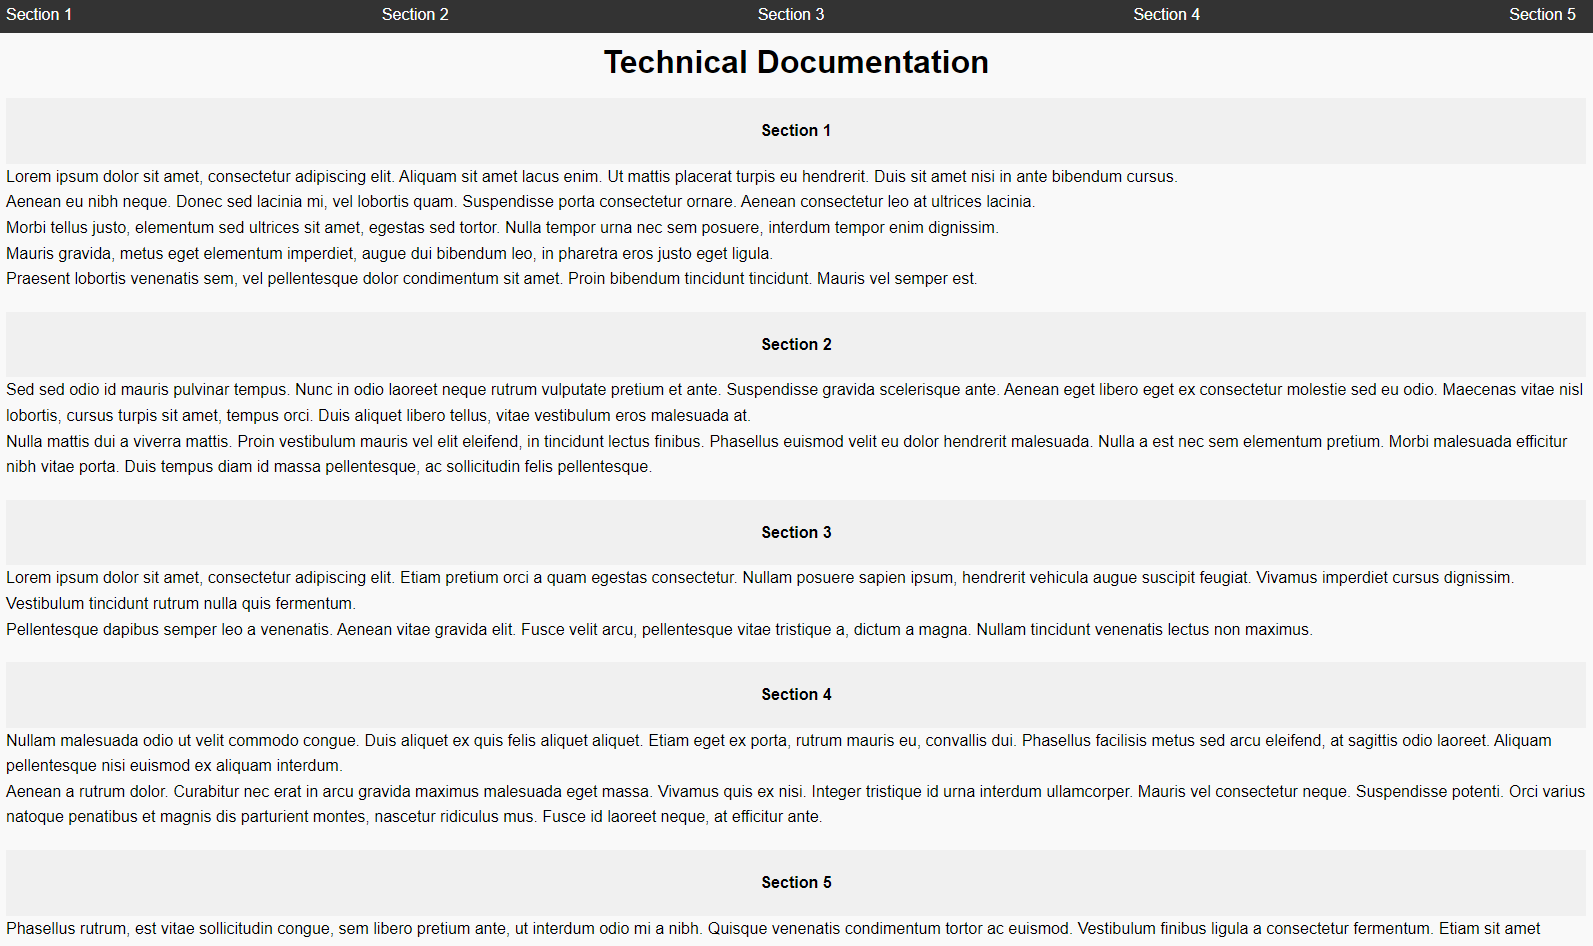 Section 1 Section 2 Section 3 Section 4 Section 5
Technical Documentation
Section 1
Lorem ipsum dolor sit amet, consectetur adipiscing elit. Aliquam sit amet lacus enim. Ut mattis placerat turpis eu hendrerit. Duis sit amet nisi in ante bibendum cursus.
Aenean eu nibh neque. Donec sed lacinia mi, vel lobortis quam. Suspendisse porta consectetur ornare. Aenean consectetur leo at ultrices lacinia.
Morbi tellus justo, elementum sed ultrices sit amet, egestas sed tortor. Nulla tempor urna nec sem posuere, interdum tempor enim dignissim.
Mauris gravida, metus eget elementum imperdiet, augue dui bibendum leo, in pharetra eros justo eget ligula.
Praesent lobortis venenatis sem, vel pellentesque dolor condimentum sit amet. Proin bibendum tincidunt tincidunt. Mauris vel semper est.
Section 2
Sed sed odio id mauris pulvinar tempus. Nunc in odio laoreet neque rutrum vulputate pretium et ante. Suspendisse gravida scelerisque ante. Aenean eget libero eget ex consectetur molestie sed eu odio. Maecenas vitae nisl
lobortis, cursus turpis sit amet, tempus orci. Duis aliquet libero tellus, vitae vestibulum eros malesuada at.
Nulla mattis dui a viverra mattis. Proin vestibulum mauris vel elit eleifend, in tincidunt lectus finibus. Phasellus euismod velit eu dolor hendrerit malesuada. Nulla a est nec sem elementum pretium. Morbi malesuada efficitur
nibh vitae porta. Duis tempus diam id massa pellentesque, ac sollicitudin felis pellentesque.
Section 3
Lorem ipsum dolor sit amet, consectetur adipiscing elit. Etiam pretium orci a quam egestas consectetur. Nullam posuere sapien ipsum, hendrerit vehicula augue suscipit feugiat. Vivamus imperdiet cursus dignissim.
Vestibulum tincidunt rutrum nulla quis fermentum.
Pellentesque dapibus semper leo a venenatis. Aenean vitae gravida elit. Fusce velit arcu, pellentesque vitae tristique a, dictum a magna. Nullam tincidunt venenatis lectus non maximus.
Section 4
Nullam malesuada odio ut velit commodo congue. Duis aliquet ex quis felis aliquet aliquet. Etiam eget ex porta, rutrum mauris eu, convallis dui. Phasellus facilisis metus sed arcu eleifend, at sagittis odio laoreet. Aliquam
pellentesque nisi euismod ex aliquam interdum.
Aenean a rutrum dolor. Curabitur nec erat in arcu gravida maximus malesuada eget massa. Vivamus quis ex nisi. Integer tristique id urna interdum ullamcorper. Mauris vel consectetur neque. Suspendisse potenti. Orci varius
natoque penatibus et magnis dis parturient montes, nascetur ridiculus mus. Fusce id laoreet neque, at efficitur ante.
Section 5
Phasellus rutrum, est vitae sollicitudin congue, sem libero pretium ante, ut interdum odio mi a nibh. Quisque venenatis condimentum tortor ac euismod. Vestibulum finibus ligula a consectetur fermentum. Etiam sit amet